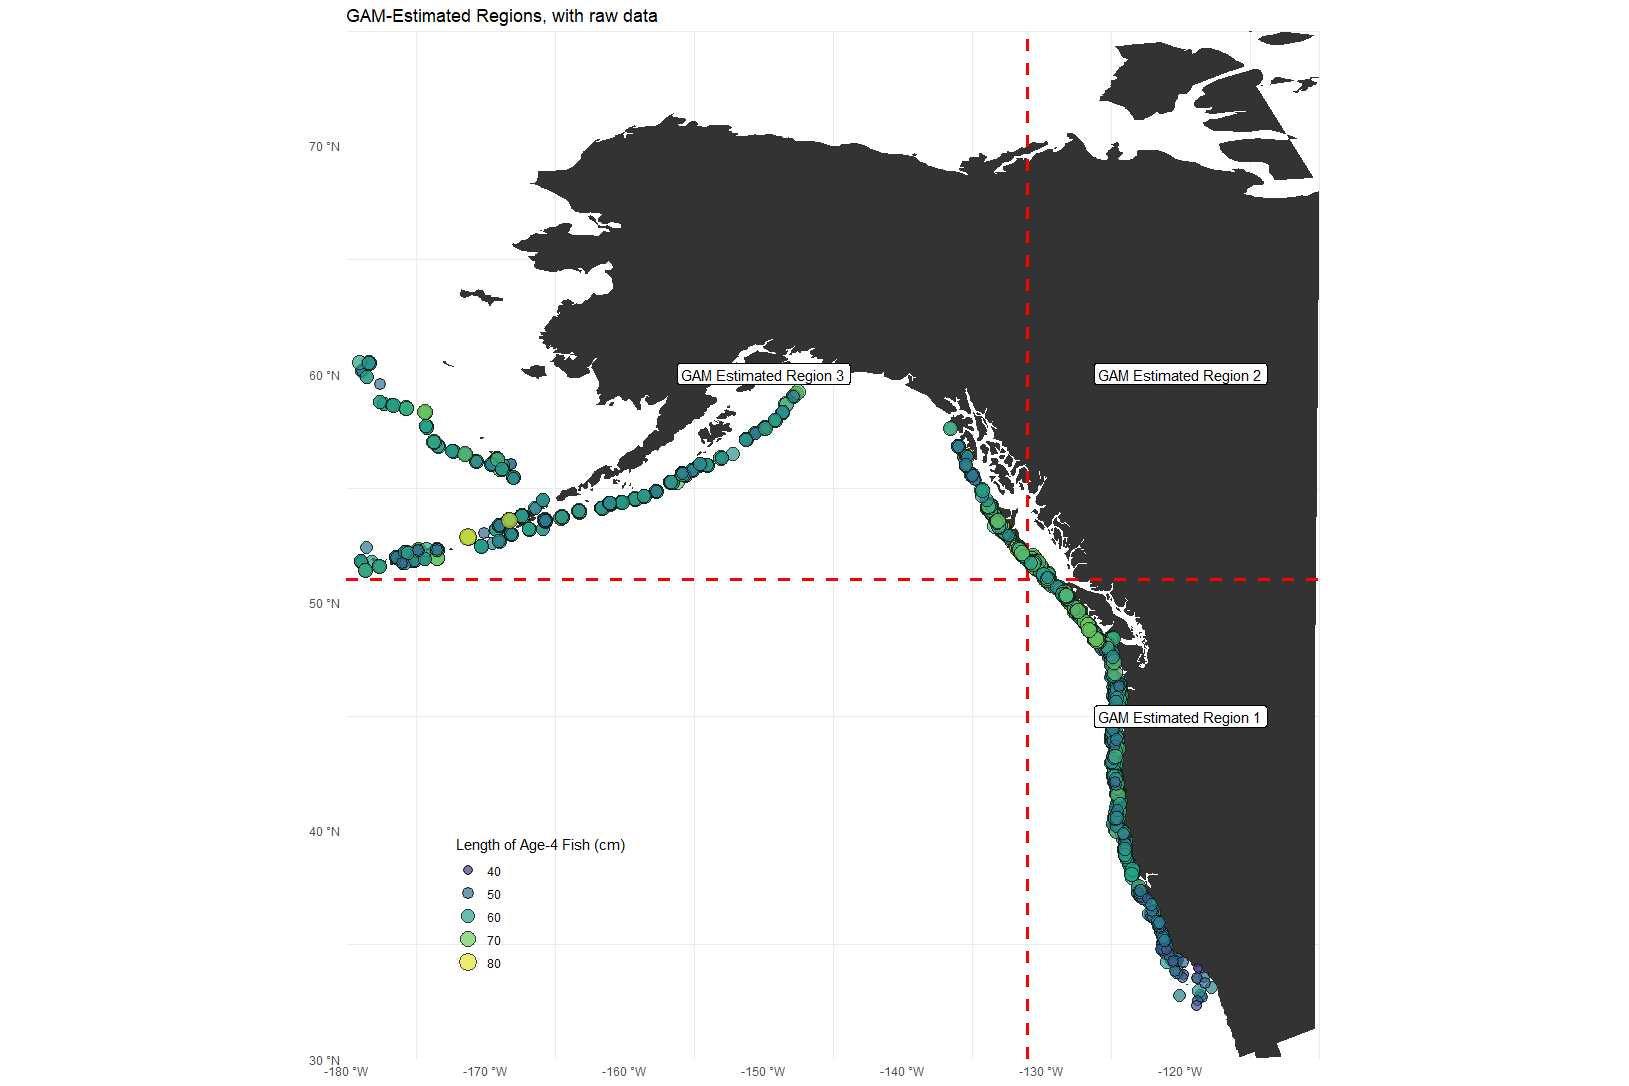 GAM-Estimated Regions, with raw data
70 °N
60 °N
GAM Estimated Region 3
GAM Estimated Region 2
50 °N
GAM Estimated Region 1
40 °N
Length of Age-4 Fish (cm)
40
50
60
70
80
30 °N
-180 °W
-170 °W
-160 °W
-150 °W
-140 °W
-130 °W
-120 °W